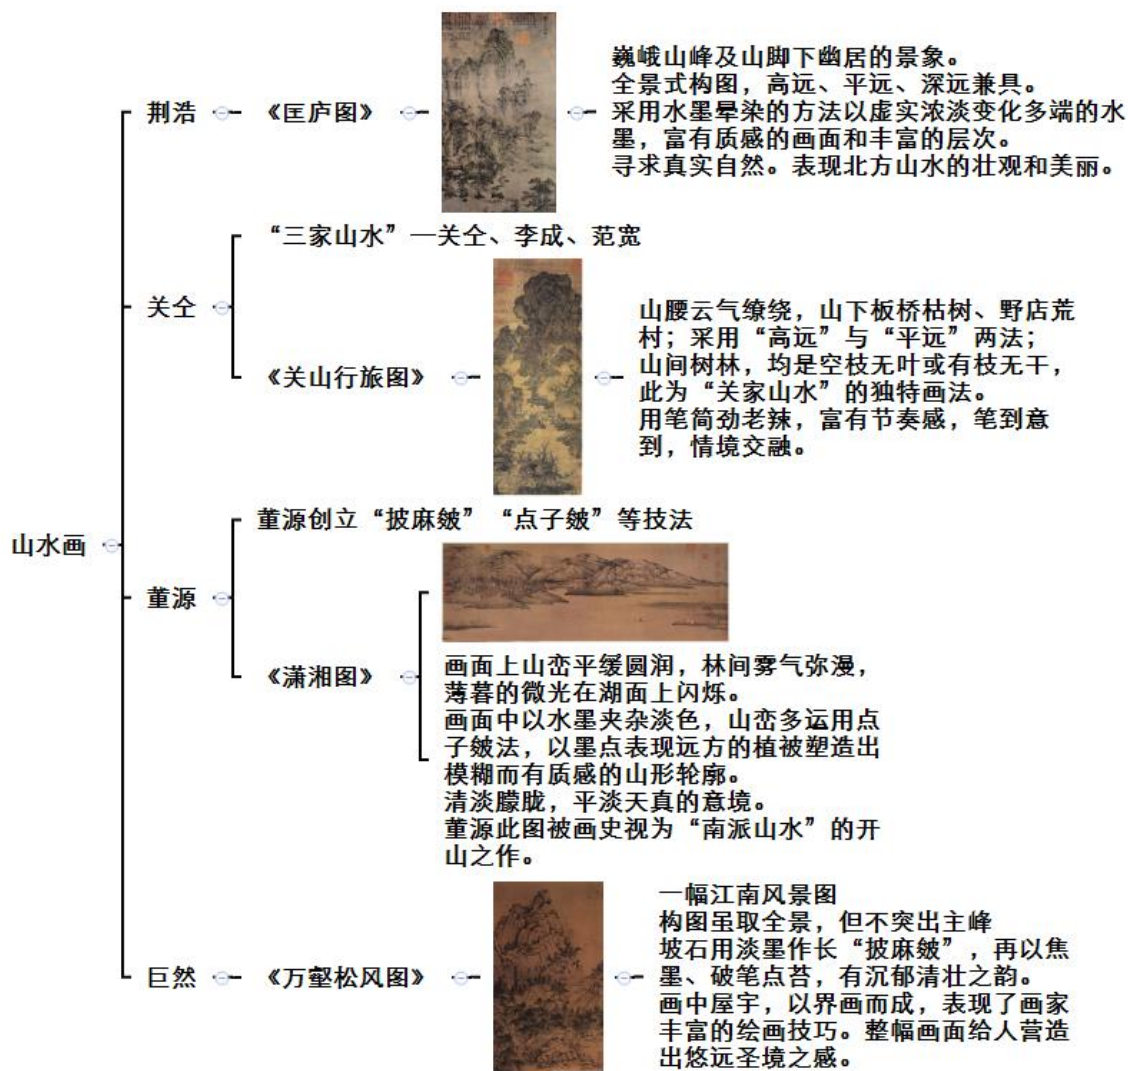 山水画
荆浩
《匡庐图》
巍峨山峰及山脚下幽居的景象。
全景式构图，高远、平远、深远兼具。
采用水墨晕染的方法以虚实浓淡变化多端的水
墨，富有质感的画面和丰富的层次。
寻求真实自然。表现北方山水的壮观和美丽。
关仝
“三家山水”—关仝、李成、范宽
《关山行旅图》
山腰云气缭绕，山下板桥枯树、野店荒
村；采用“高远”与“平远”两法；
山间树林，均是空枝无叶或有枝无干，
此为“关家山水”的独特画法。
用笔简劲老辣，富有节奏感，笔到意
到，情境交融。
董源
董源创立“披麻皴”“点子皴”等技法
《潇湘图》
画面上山峦平缓圆润，林间雾气弥漫，
薄暮的微光在湖面上闪烁。
画面中以水墨夹杂淡色，山峦多运用点
子皴法，以墨点表现远方的植被塑造出
模糊而有质感的山形轮廓。
清淡朦胧，平淡天真的意境。
董源此图被画史视为“南派山水”的开
山之作。
巨然
《万壑松风图》
一幅江南风景图
构图虽取全景，但不突出主峰
坡石用淡墨作长“披麻皴”，再以焦
墨、破笔点苔，有沉郁清壮之韵。
画中屋宇，以界画而成，表现了画家
丰富的绘画技巧。整幅画面给人营造
出悠远圣境之感。